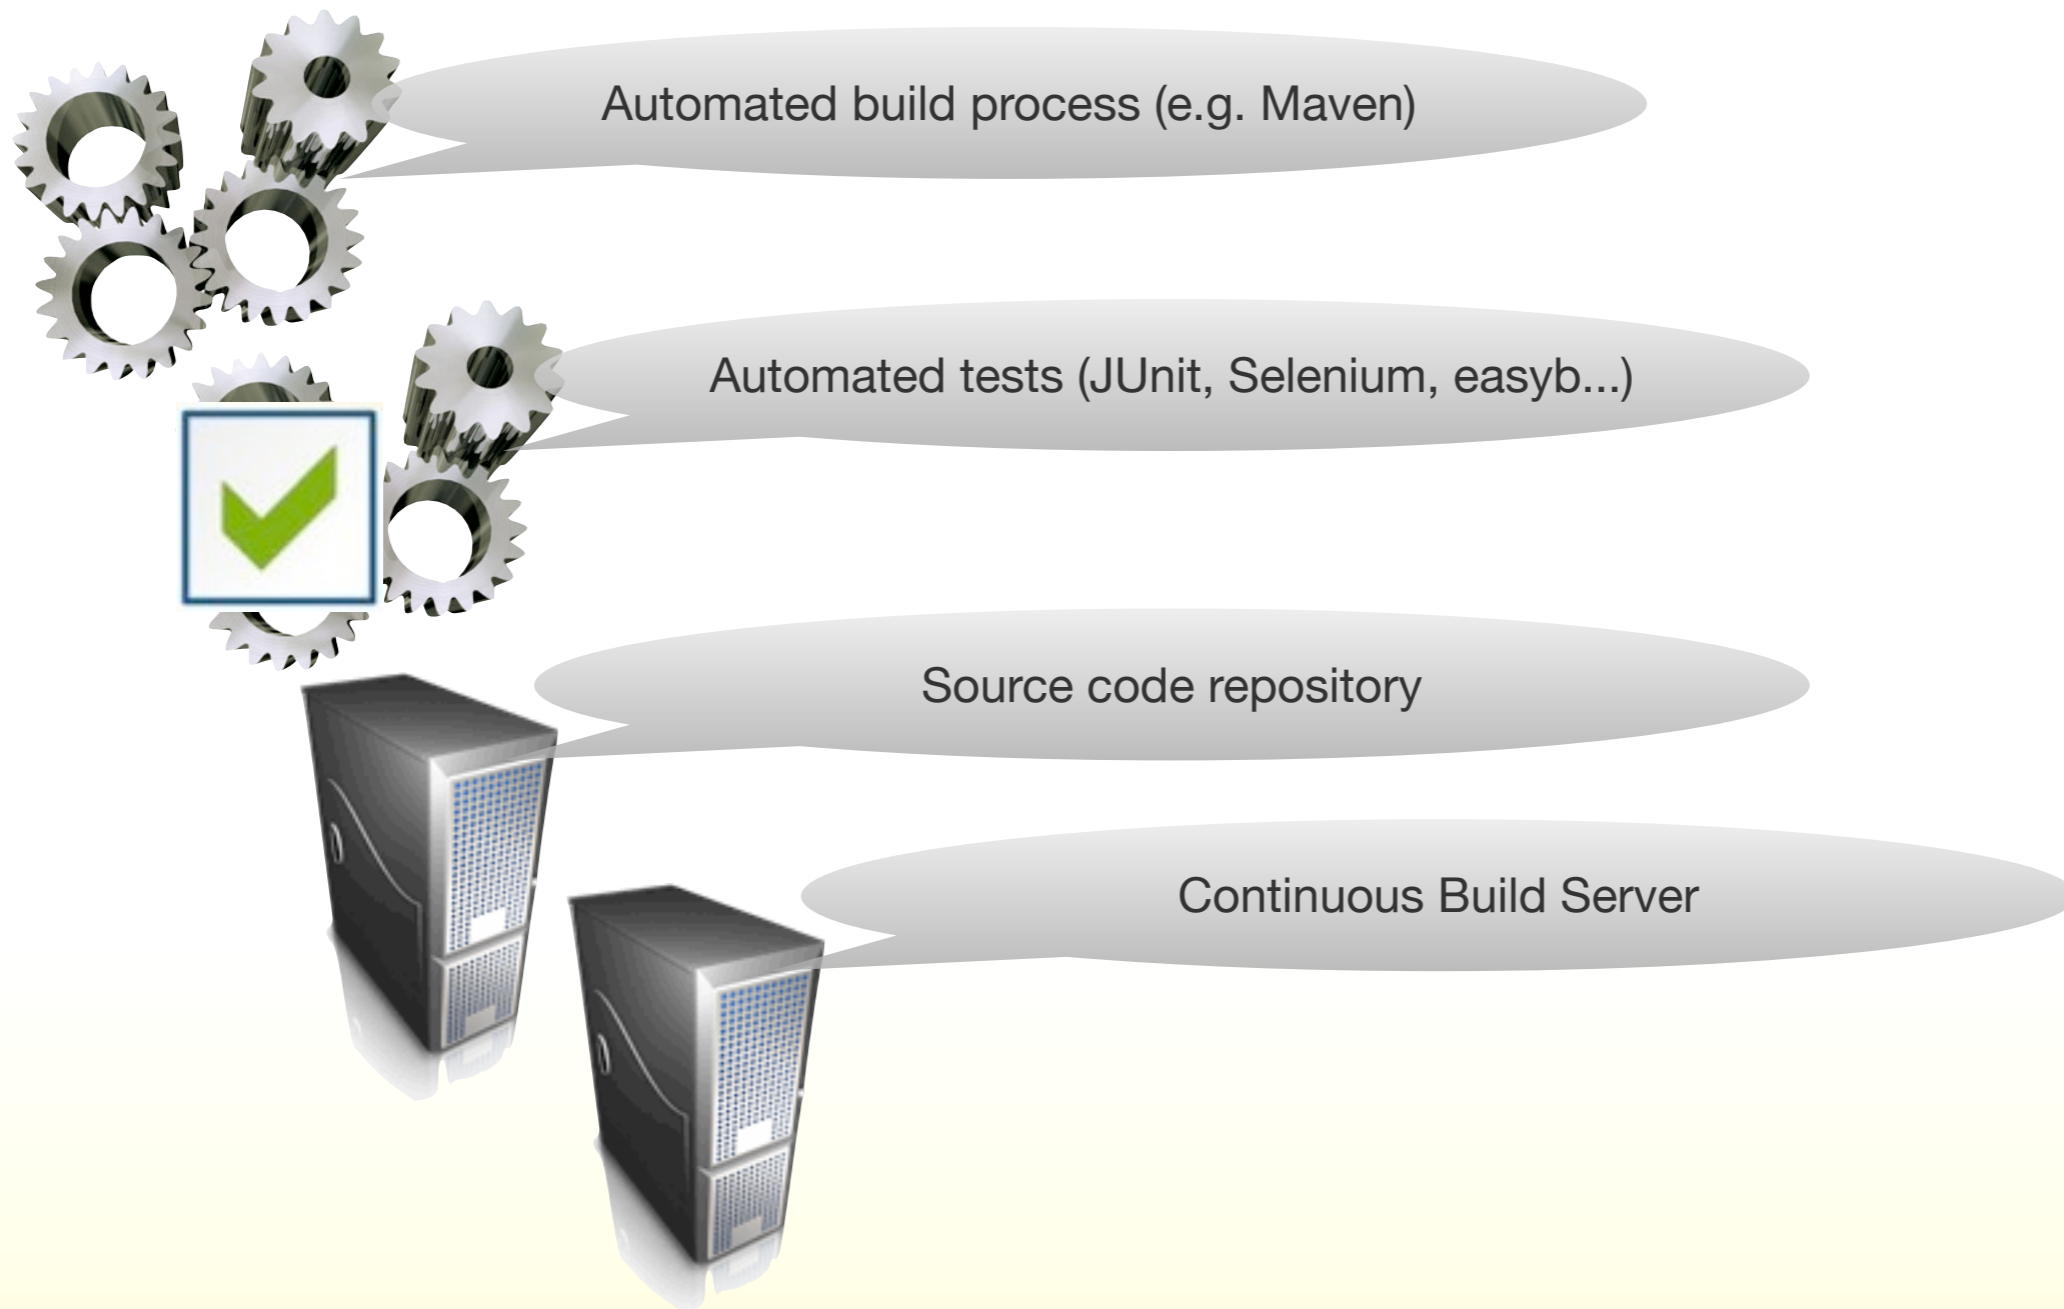 Automated build process (e.g. Maven)
Automated tests (JUnit, Selenium, easyb...)
Source code repository
Continuous Build Server